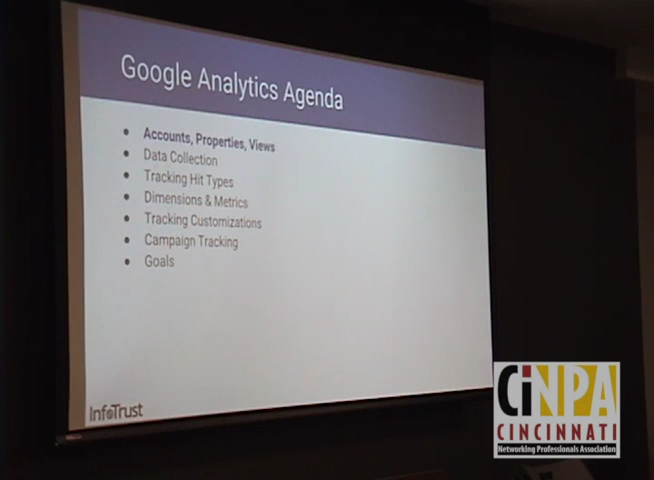 Google Analytics Agenda
● Accounts, Properties, Views
● Data Collection
● Tracking Hit Types
● Dimensions & Metrics
● Tracking Customizations
● Campaign Tracking
● Goals
InfoTrust
CiNPA
CINCINNATI
Networking Professionals Association